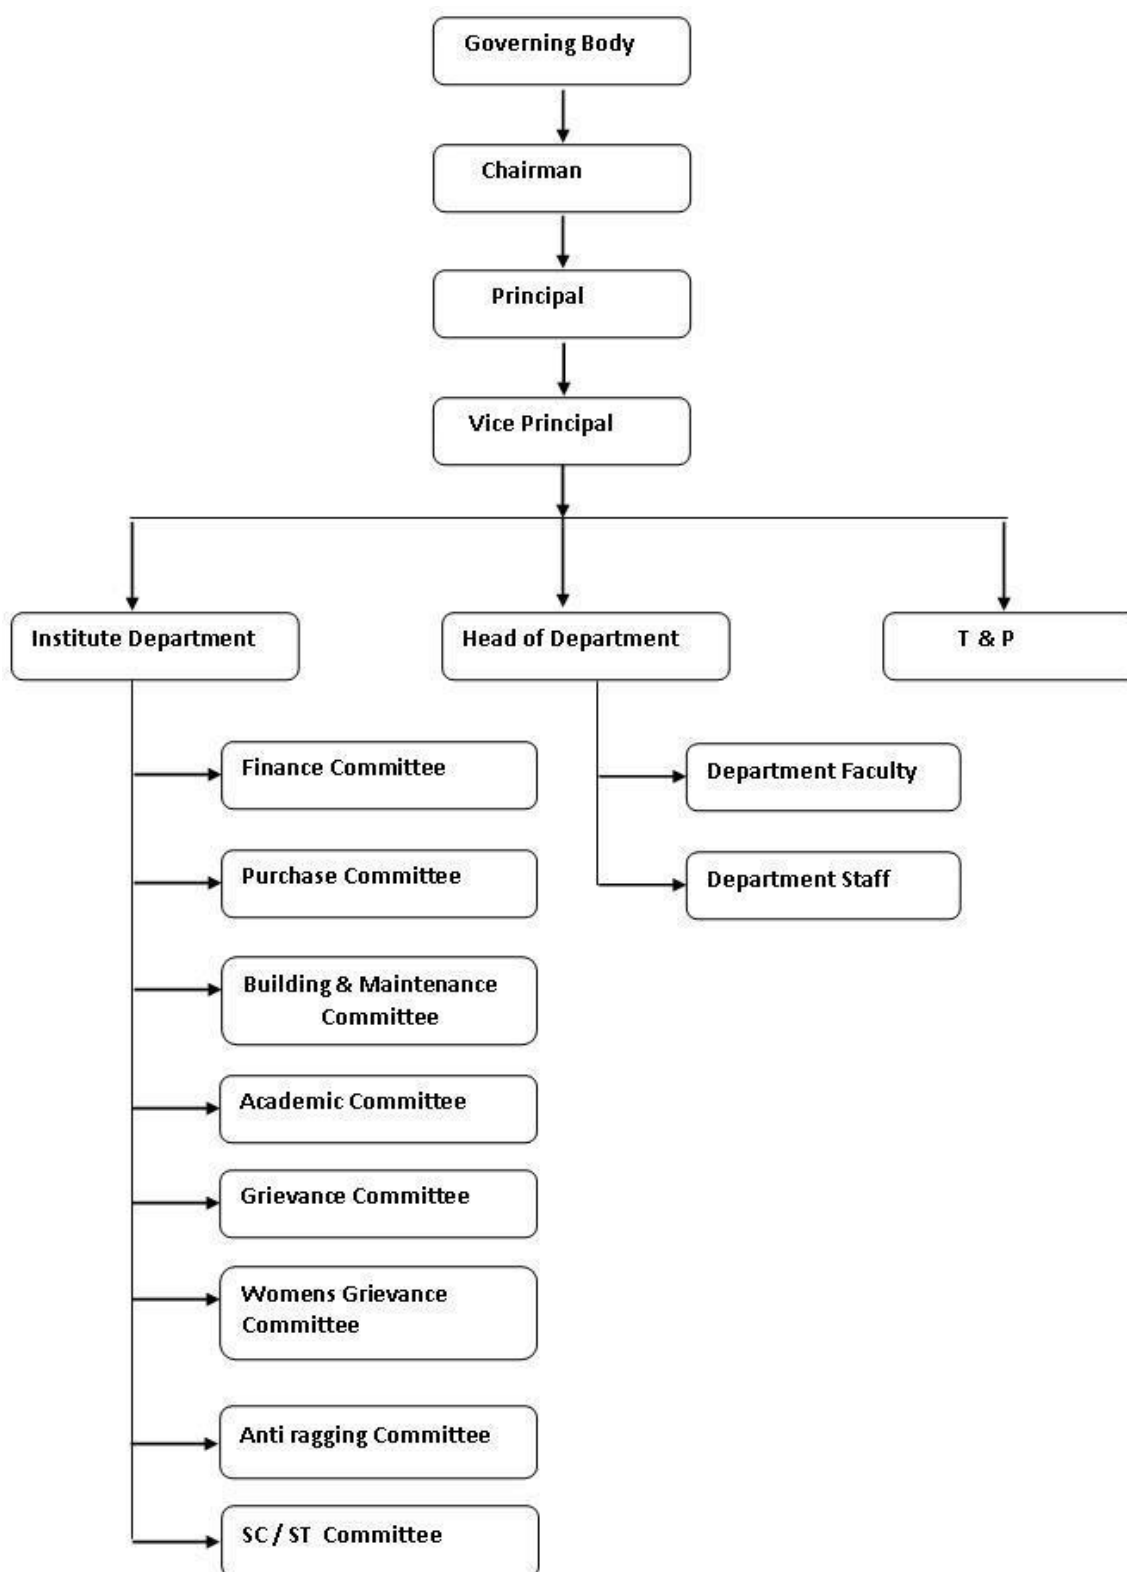 Governing Body
Chairman
Principal
Vice Principal
Institute Department
Head of Department
T & P
Finance Committee
Department Faculty
Purchase Committee
Department Staff
Building & Maintenance
Committee
Academic Committee
Grievance Committee
Womens Grievance
Committee
Anti ragging Committee
SC / ST Committee